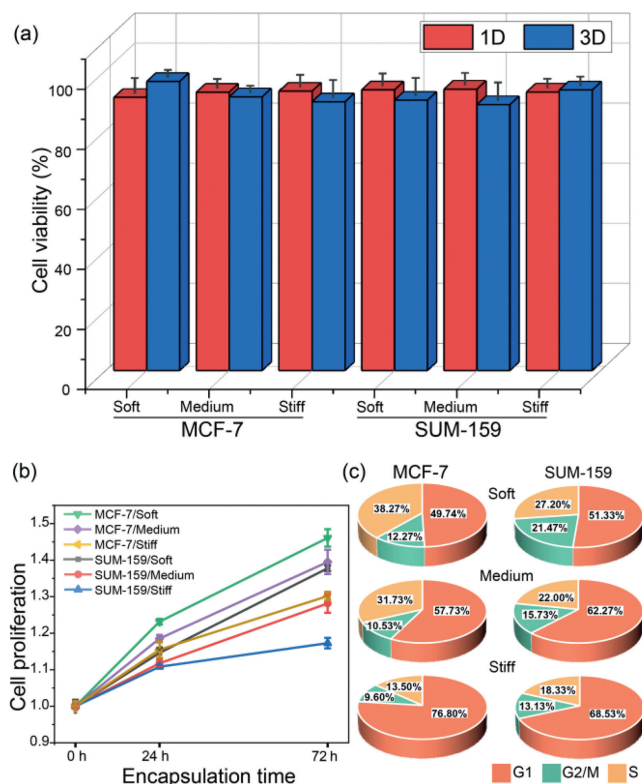 (a)
1D 3D
Cell viability (%)
100
80
60
40
20
0
Soft Medium Stiff Soft Medium Stiff
MCF-7 SUM-159
(b)
Cell proliferation
1.5
1.4
1.3
1.2
1.1
1.0
0.9
MCF-7/Soft
MCF-7/Medium
MCF-7/Stiff
SUM-159/Soft
SUM-159/Medium
SUM-159/Stiff
0 h 24 h 72 h
Encapsulation time
(c)
MCF-7 SUM-159
Soft
38.27% 49.74% 12.27%
27.20% 51.33% 21.47%
Medium
31.73% 57.73% 10.53%
22.00% 62.27% 15.73%
Stiff
13.50% 9.60% 76.80%
18.33% 13.13% 68.53%
G1 G2/M S